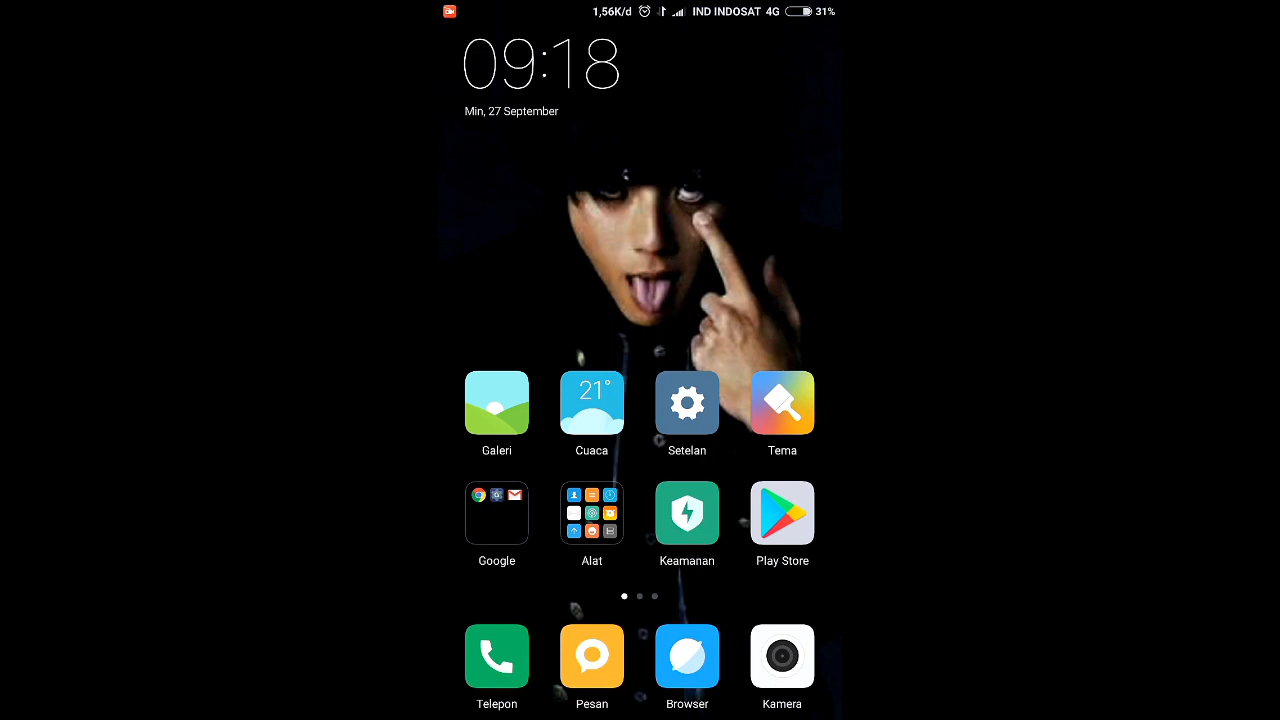 1,56K/d IND INDOSAT 4G 31%
09:18
Min, 27 September
21°
Galeri Cuaca Setelan Tema
Google Alat Keamanan Play Store
Telepon Pesan Browser Kamera